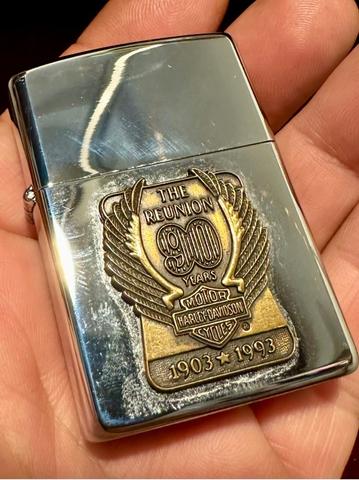 THE
REUNION
90
YEARS
MOTOR
HARLEY-DAVIDSON
CYCLES
®
1903 ★ 1993